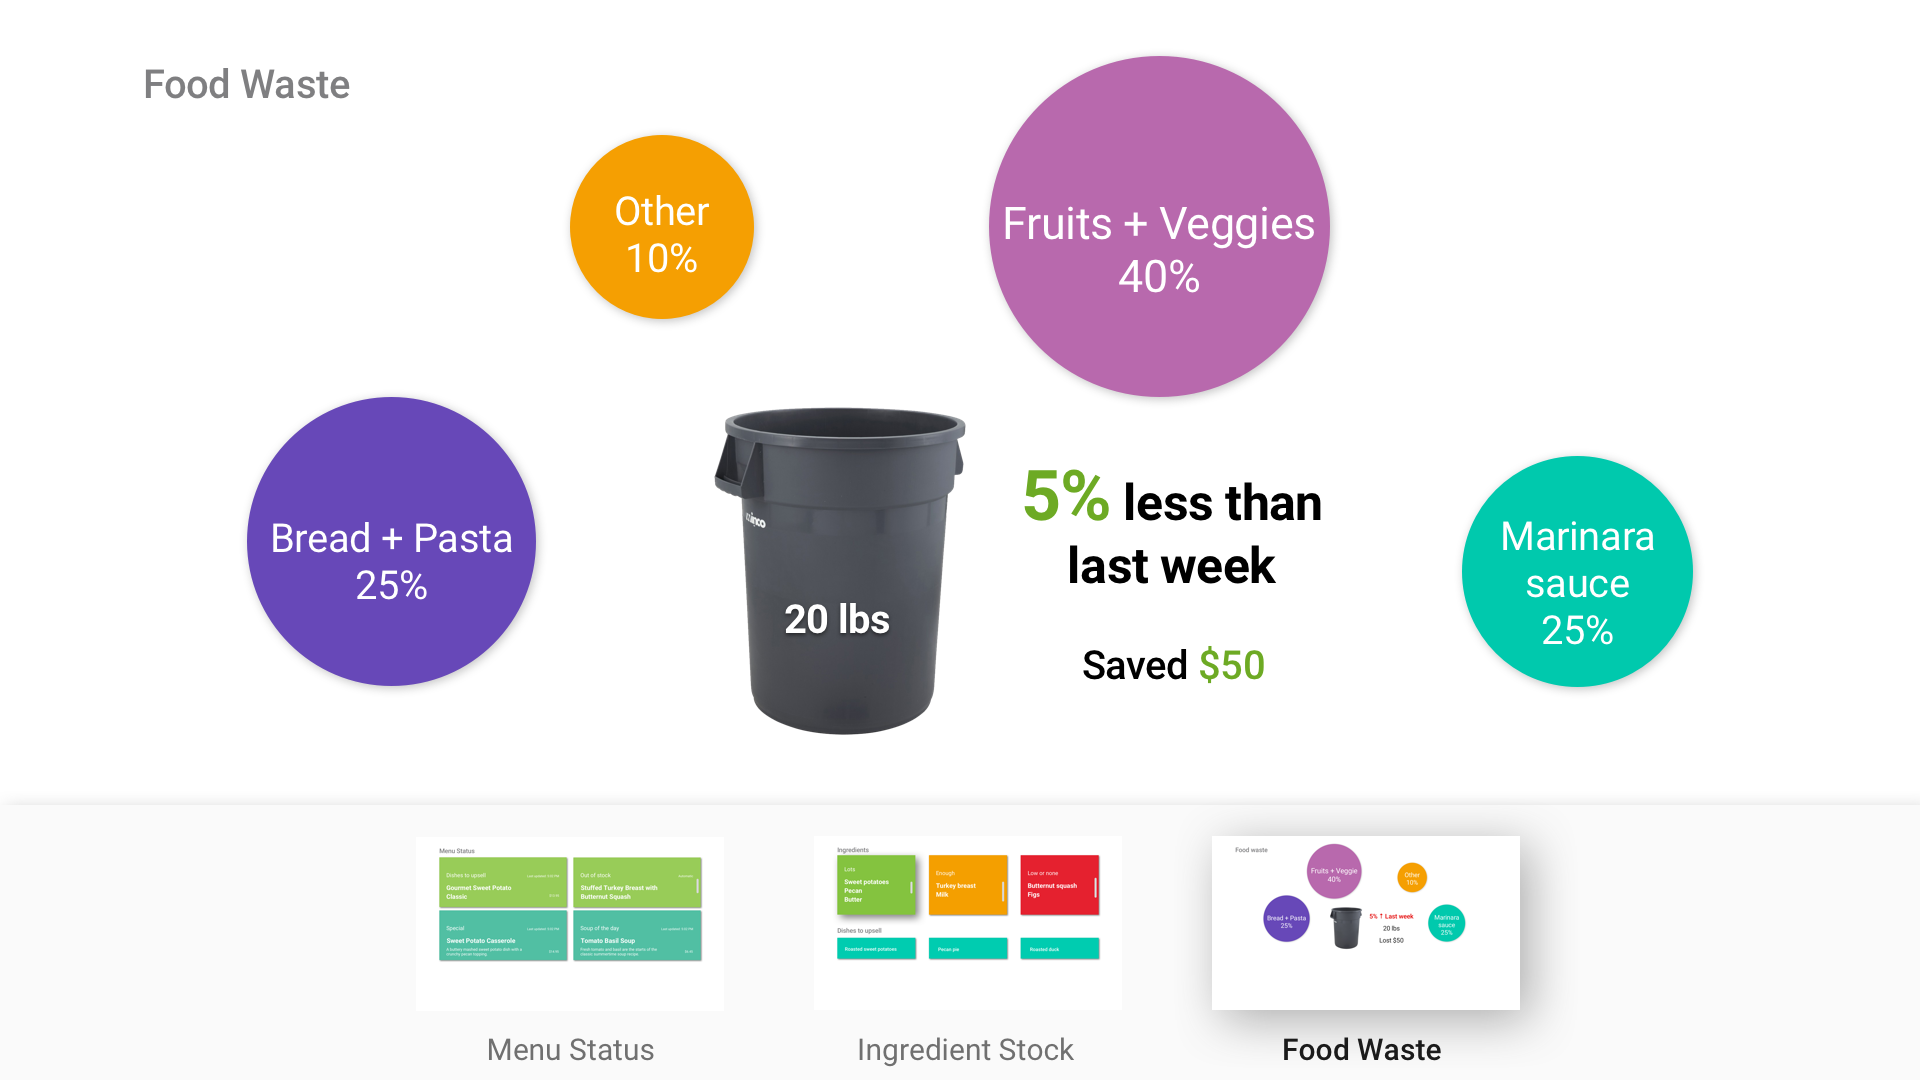 Food Waste
Other
10%
Fruits + Veggies
40%
Bread + Pasta
25%
20 lbs
5% less than
last week
Saved $50
Marinara
sauce
25%
Menu Status
Dishes to upsell
Gourmet Sweet Potato
Classic
Out of stock
Stuffed Turkey Breast with
Butternut Squash
Special
Sweet Potato Casserole
Soup of the day
Tomato Basil Soup
Menu Status
Ingredients
Lots
Sweet potatoes
Pecan
Butter
Enough
Turkey breast
Milk
Low or none
Butternut squash
Figs
Dishes to upsell
Roasted sweet potatoes
Pecan pie
Roasted duck
Ingredient Stock
Food waste
Fruits + Veggie
40%
Other
10%
Bread + Pasta
25%
5% ↑ Last week
20 lbs
Lost $50
Marinara
sauce
25%
Food Waste